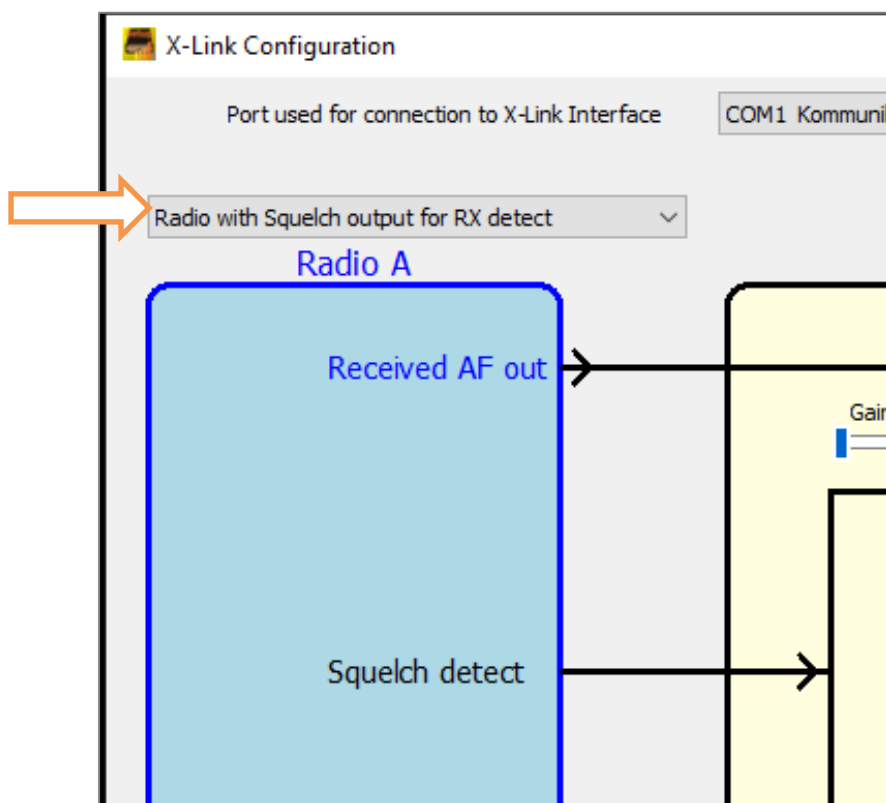 X-Link Configuration
Port used for connection to X-Link Interface
COM1 Kommuni
Radio with Squelch output for RX detect
Radio A
Received AF out
Gain
Squelch detect